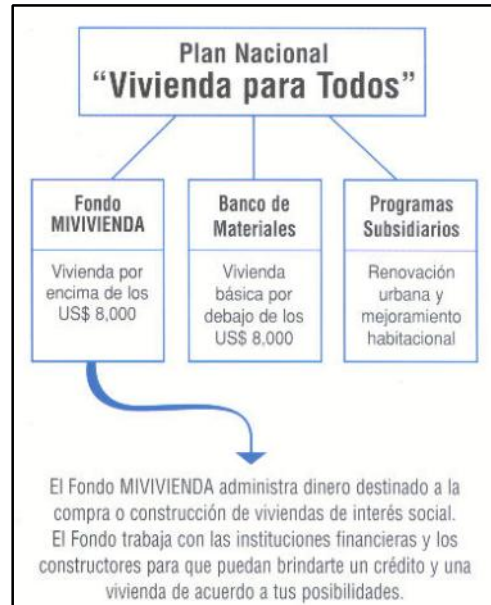 Plan Nacional
“Vivienda para Todos”
Fondo
MIVIVIENDA
Vivienda por
encima de los
US$ 8,000
Banco de
Materiales
Vivienda
básica por
debajo de los
US$ 8,000
Programas
Subsidiarios
Renovación
urbana y
mejoramiento
habitacional
El Fondo MIVIVIENDA administra dinero destinado a la
compra o construcción de viviendas de interés social.
El Fondo trabaja con las instituciones financieras y los
constructores para que puedan brindarte un crédito y una
vivienda de acuerdo a tus posibilidades.